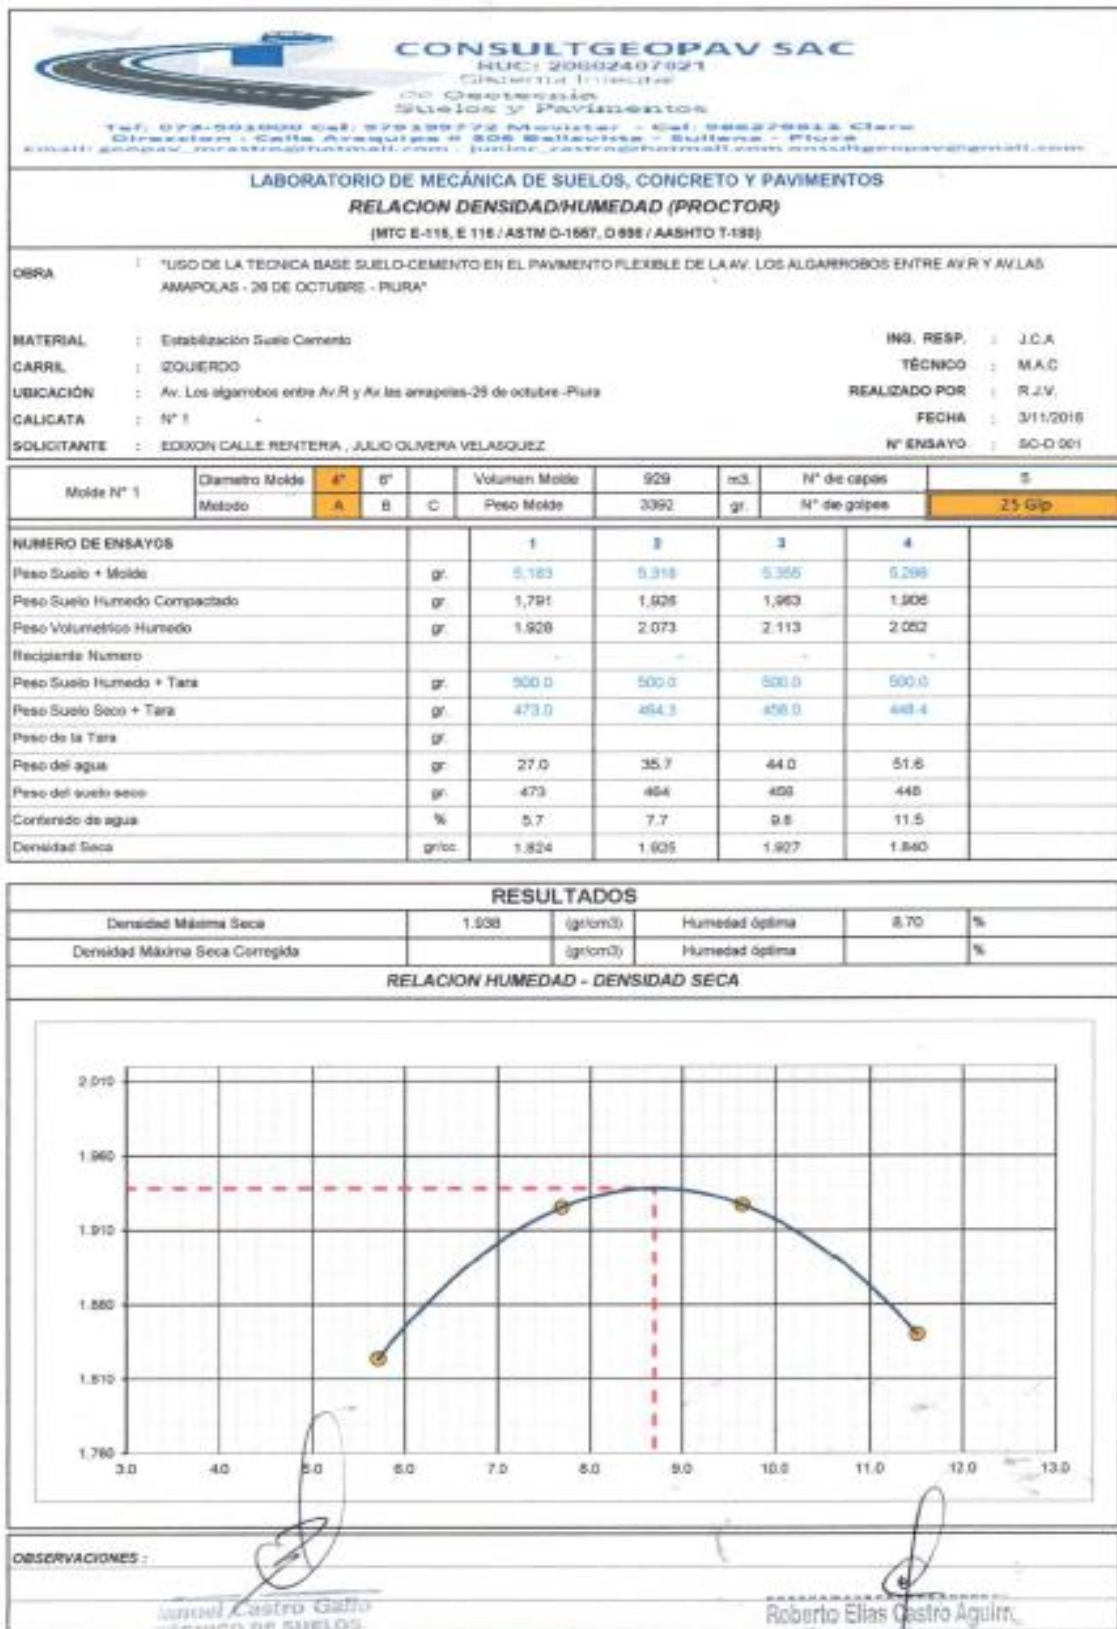 CONSULTGEOPAV SAC
RUC: 20602407021
de Geotecnia
Suelos y Pavimentos
LABORATORIO DE MECÁNICA DE SUELOS, CONCRETO Y PAVIMENTOS
RELACION DENSIDAD/HUMEDAD (PROCTOR)
(MTC E-115, E 116 / ASTM D-1557, D 698 / AASHTO T-180)
OBRA : "USO DE LA TECNICA BASE SUELO-CEMENTO EN EL PAVIMENTO FLEXIBLE DE LA AV. LOS ALGARROBOS ENTRE AV.R Y AV.LAS
AMAPOLAS - 26 DE OCTUBRE - PIURA"
MATERIAL : Estabilización Suelo Cemento ING. RESP. : J.C.A
CARRIL : IZQUIERDO TÉCNICO : M.A.C
UBICACIÓN : Av. Los algarrobos entre Av.R y Av.las amapolas-26 de octubre -Piura REALIZADO POR : R.J.V.
CALICATA : N° 1 - FECHA : 3/11/2018
SOLICITANTE : EDIXON CALLE RENTERIA , JULIO OLIVERA VELASQUEZ N° ENSAYO : SC-D 001
Molde N° 1 Diametro Molde 4" 6" Volumen Molde 929 m3. N° de capas 5
Metodo A B C Peso Molde 3392 gr. N° de golpes 25 Glp
NUMERO DE ENSAYOS 1 2 3 4
Peso Suelo + Molde gr. 5,183 5,318 5,355 5,298
Peso Suelo Humedo Compactado gr 1,791 1,926 1,963 1,906
Peso Volumetrico Humedo gr. 1.928 2.073 2.113 2.052
Recipiente Numero - - - -
Peso Suelo Humedo + Tara gr. 500.0 500.0 500.0 500.0
Peso Suelo Seco + Tara gr. 473.0 464.3 456.0 448.4
Peso de la Tara gr.
Peso del agua gr 27.0 35.7 44.0 51.6
Peso del suelo seco gr 473 464 456 448
Contenido de agua % 5.7 7.7 9.6 11.5
Densidad Seca gr/cc 1.824 1.925 1.927 1.840
RESULTADOS
Densidad Máxima Seca 1.938 (gr/cm3) Humedad óptima 8.70 %
Densidad Máxima Seca Corregida (gr/cm3) Humedad óptima %
RELACION HUMEDAD - DENSIDAD SECA
2.010
1.960
1.910
1.860
1.810
1.760
3.0 4.0 5.0 6.0 7.0 8.0 9.0 10.0 11.0 12.0 13.0
OBSERVACIONES :
Castro Gallo
Roberto Elias Castro Aguirr
DE SUELOS